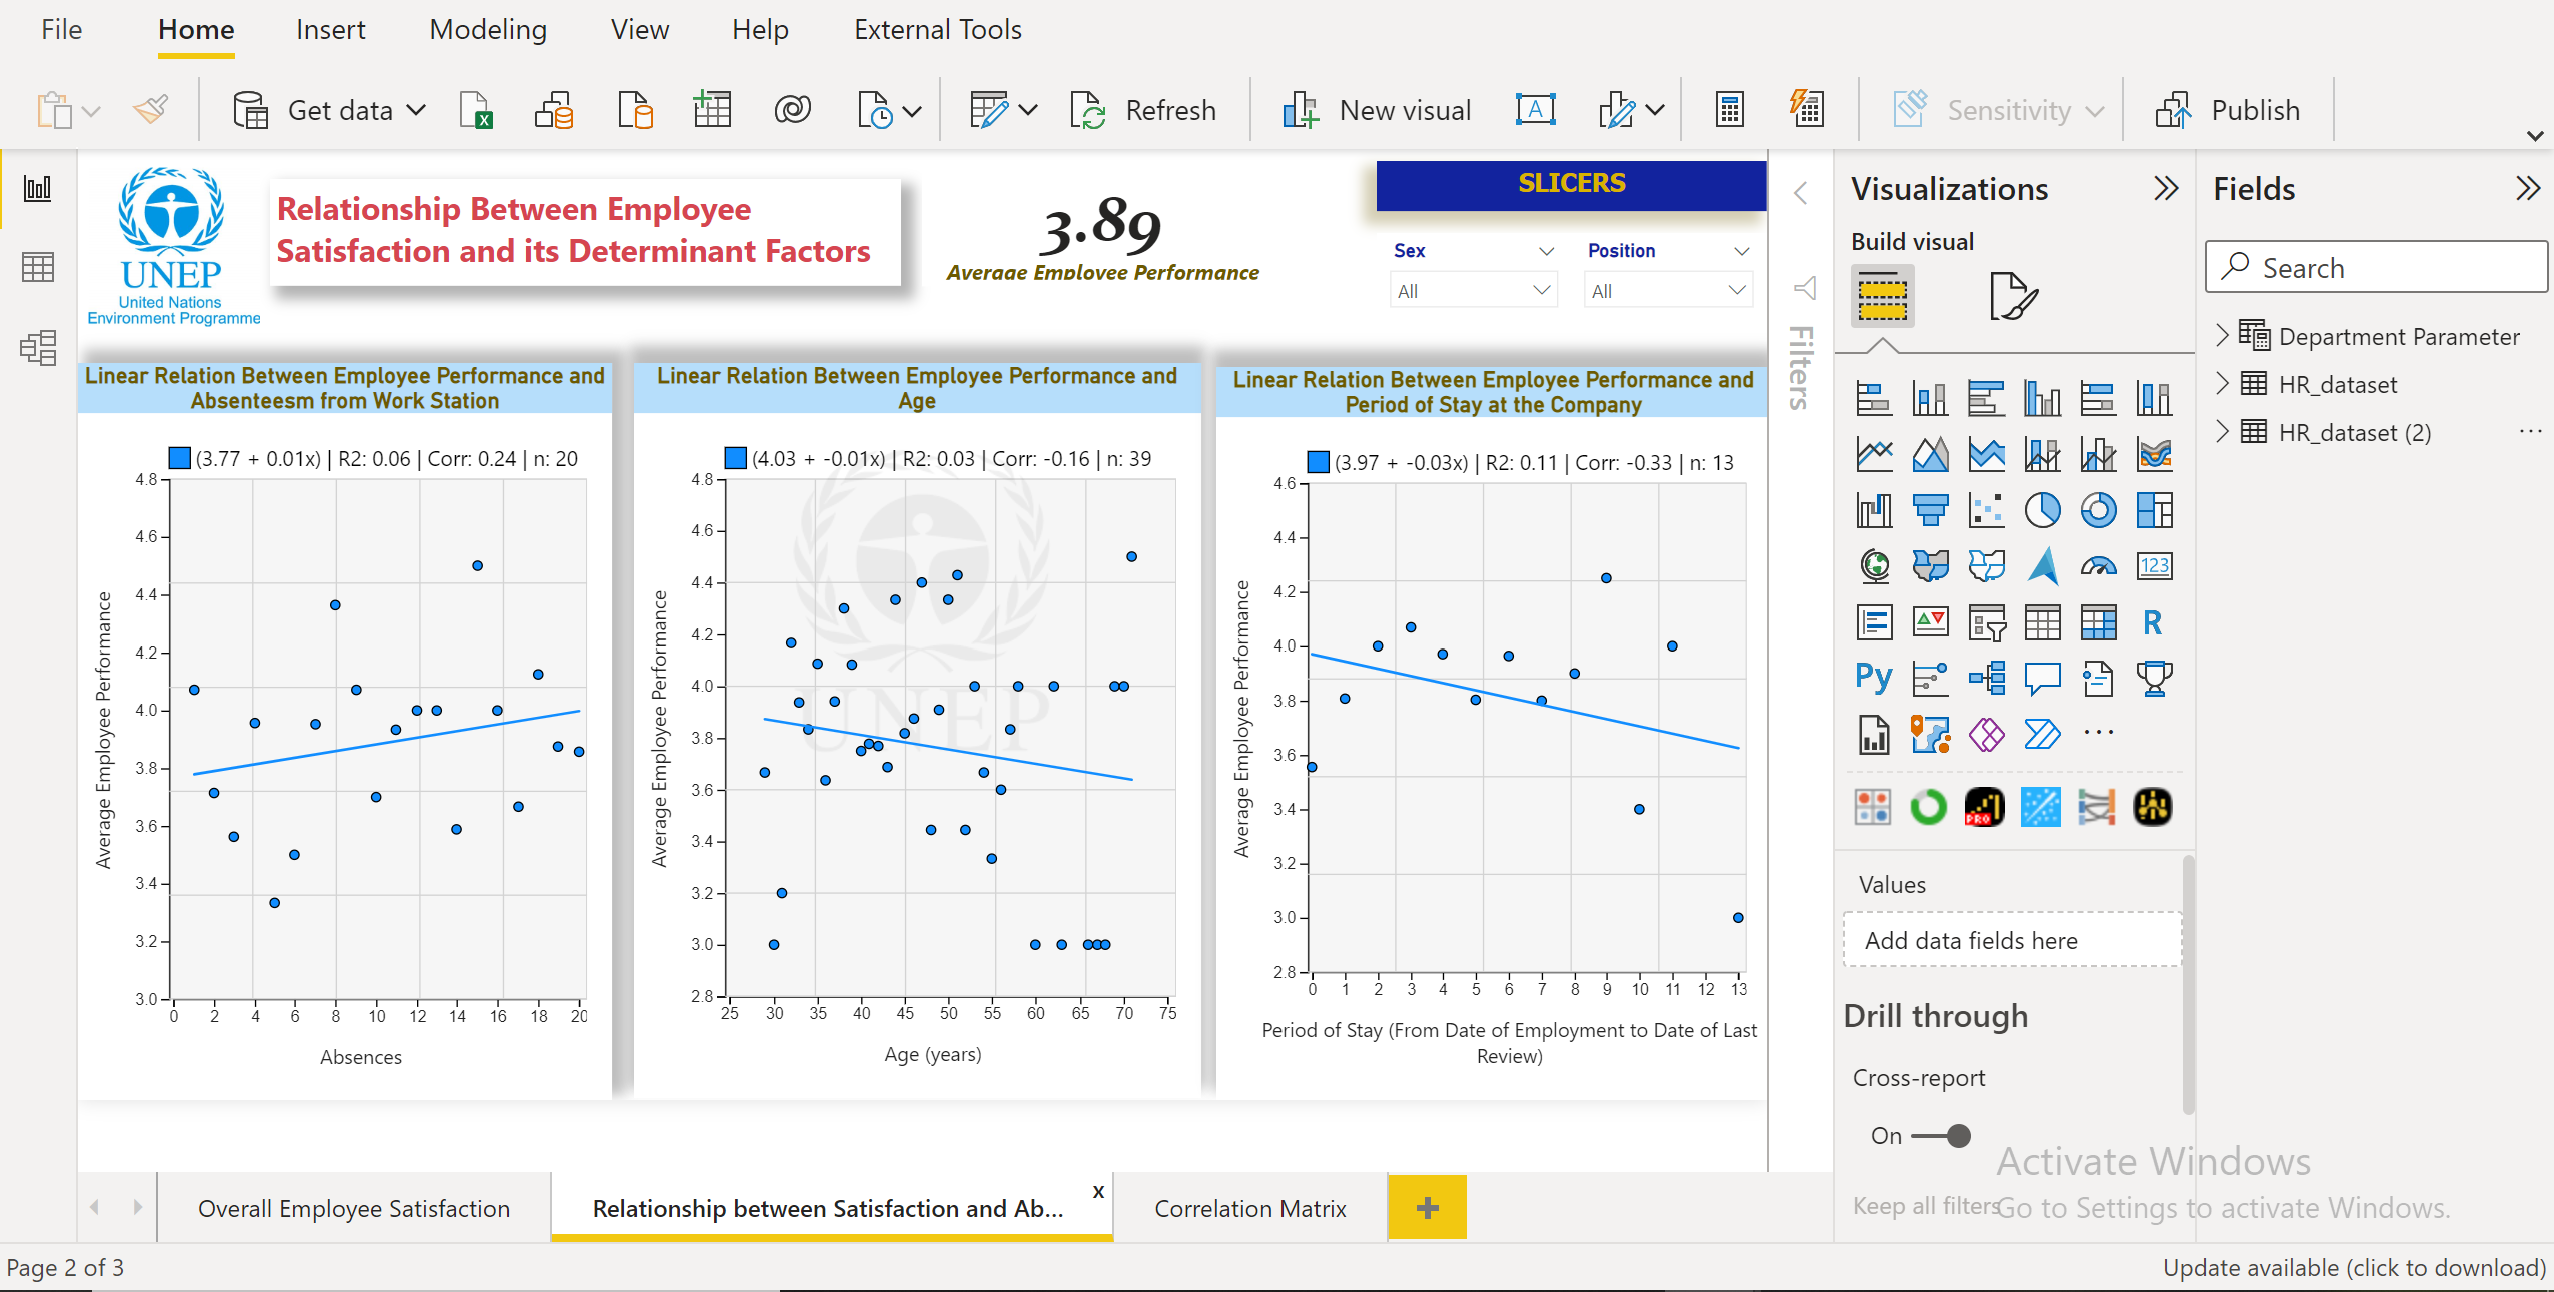 File Home Insert Modeling View Help External Tools
Get data Refresh New visual A Sensitivity Publish
UNEP
United Nations
Environment Programme
Relationship Between Employee
Satisfaction and its Determinant Factors
3.89
Average Employee Performance
SLICERS
Sex Position
All All
Filters
Linear Relation Between Employee Performance and
Absenteesm from Work Station
(3.77 + 0.01x) | R2: 0.06 | Corr: 0.24 | n: 20
Average Employee Performance
4.8
4.6
4.4
4.2
4.0
3.8
3.6
3.4
3.2
3.0
0 2 4 6 8 10 12 14 16 18 20
Absences
Linear Relation Between Employee Performance and
Age
(4.03 + -0.01x) | R2: 0.03 | Corr: -0.16 | n: 39
UNEP
Average Employee Performance
4.8
4.6
4.4
4.2
4.0
3.8
3.6
3.4
3.2
3.0
2.8
25 30 35 40 45 50 55 60 65 70 75
Age (years)
Linear Relation Between Employee Performance and
Period of Stay at the Company
(3.97 + -0.03x) | R2: 0.11 | Corr: -0.33 | n: 13
Average Employee Performance
4.6
4.4
4.2
4.0
3.8
3.6
3.4
3.2
3.0
2.8
0 1 2 3 4 5 6 7 8 9 10 11 12 13
Period of Stay (From Date of Employment to Date of Last
Review)
Visualizations
Build visual
123
R
Py
PRO
Values
Add data fields here
Drill through
Cross-report
On
Keep all filters
Fields
Search
Department Parameter
HR_dataset
HR_dataset (2)
Activate Windows
Go to Settings to activate Windows.
Overall Employee Satisfaction Relationship between Satisfaction and Ab... x Correlation Matrix +
Page 2 of 3
Update available (click to download)